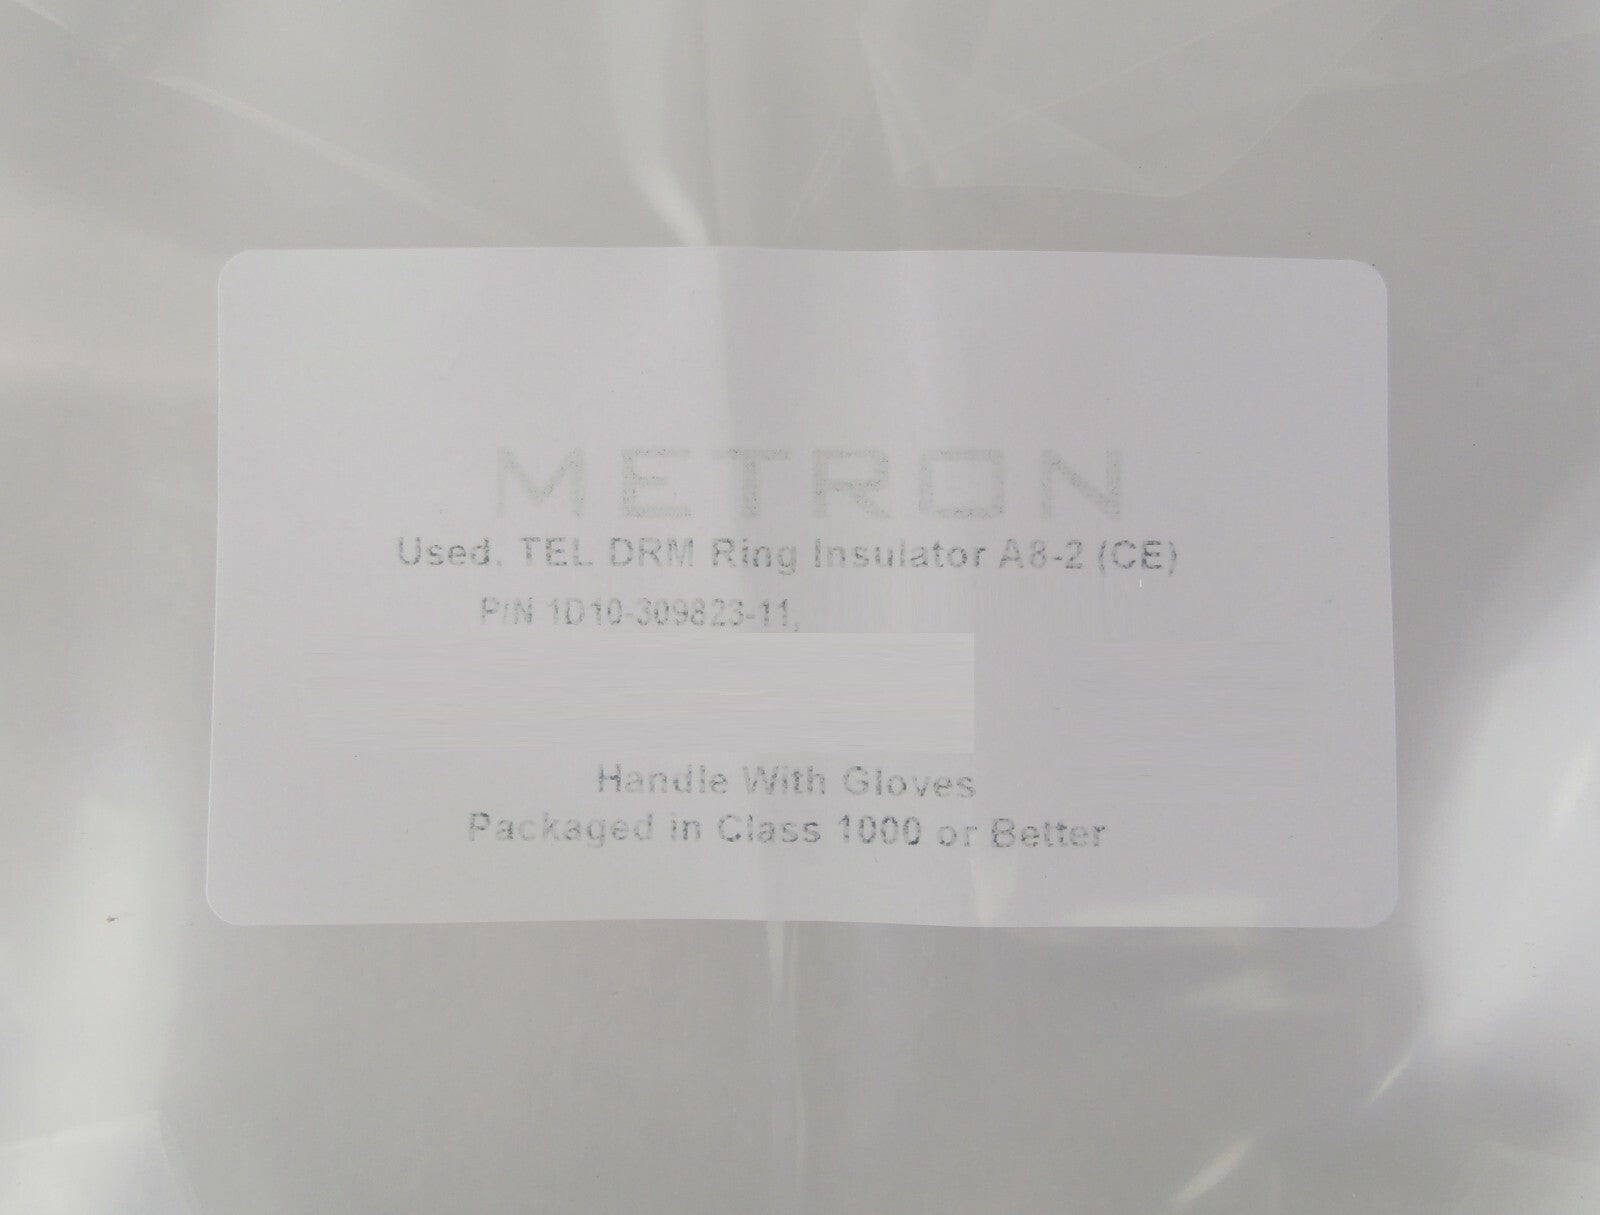 METRON
Used, TEL DRM Ring Insulator A8-2 (CE)
P/N 1D10-309823-11,
Handle With Gloves
Packaged in Class 1000 or Better